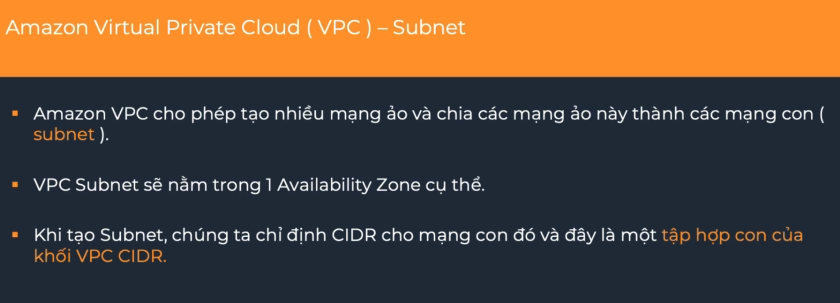 Amazon Virtual Private Cloud ( VPC ) – Subnet
▪ Amazon VPC cho phép tạo nhiều mạng ảo và chia các mạng ảo này thành các mạng con (
subnet ).
▪ VPC Subnet sẽ nằm trong 1 Availability Zone cụ thể.
▪ Khi tạo Subnet, chúng ta chỉ định CIDR cho mạng con đó và đây là một tập hợp con của
khối VPC CIDR.